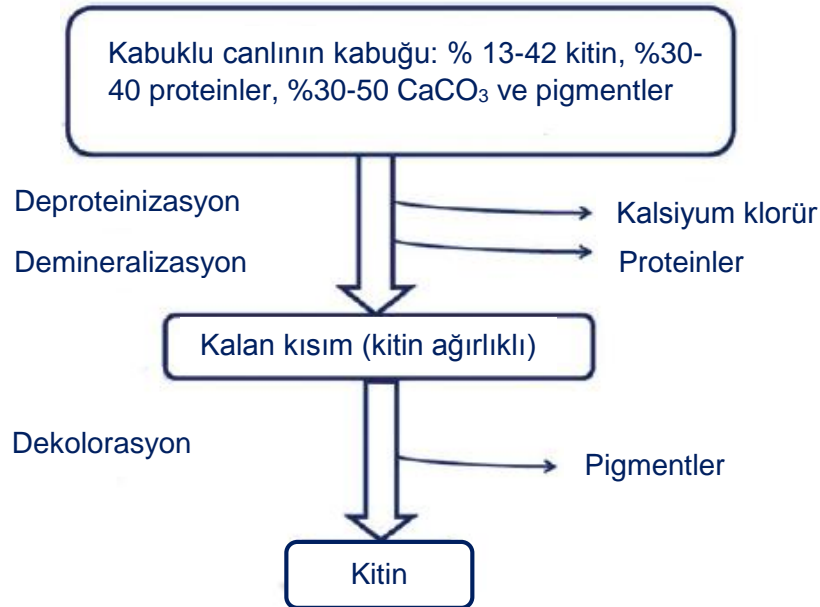 Kabuklu canlının kabuğu: % 13-42 kitin, %30-
40 proteinler, %30-50 CaCO₃ ve pigmentler
Deproteinizasyon
Kalsiyum klorür
Demineralizasyon
Proteinler
Kalan kısım (kitin ağırlıklı)
Dekolorasyon
Pigmentler
Kitin